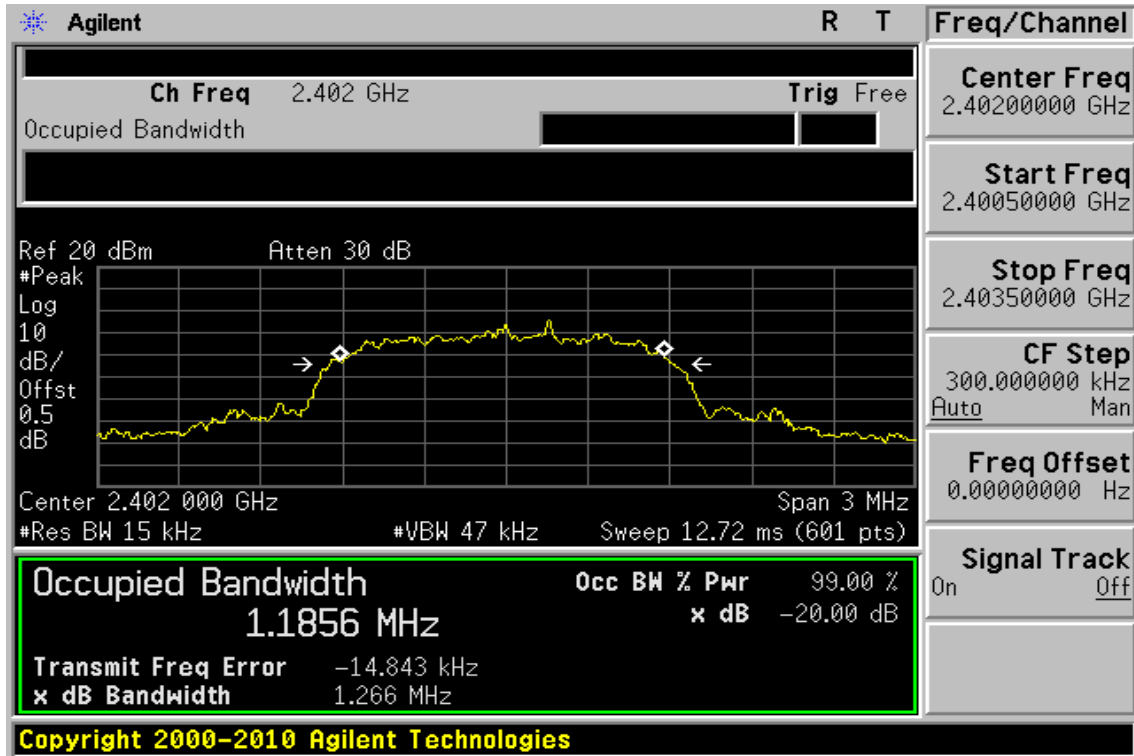 Agilent R T
Ch Freq 2.402 GHz Trig Free
Occupied Bandwidth
Ref 20 dBm Atten 30 dB
#Peak
Log
10
dB/
Offst
0.5
dB
Center 2.402 000 GHz Span 3 MHz
#Res BW 15 kHz #VBW 47 kHz Sweep 12.72 ms (601 pts)
Occupied Bandwidth
1.1856 MHz
Occ BW % Pwr 99.00 %
x dB -20.00 dB
Transmit Freq Error -14.843 kHz
x dB Bandwidth 1.266 MHz
Copyright 2000-2010 Agilent Technologies
Freq/Channel
Center Freq
2.40200000 GHz
Start Freq
2.40050000 GHz
Stop Freq
2.40350000 GHz
CF Step
300.000000 kHz
Auto Man
Freq Offset
0.00000000 Hz
Signal Track
On Off